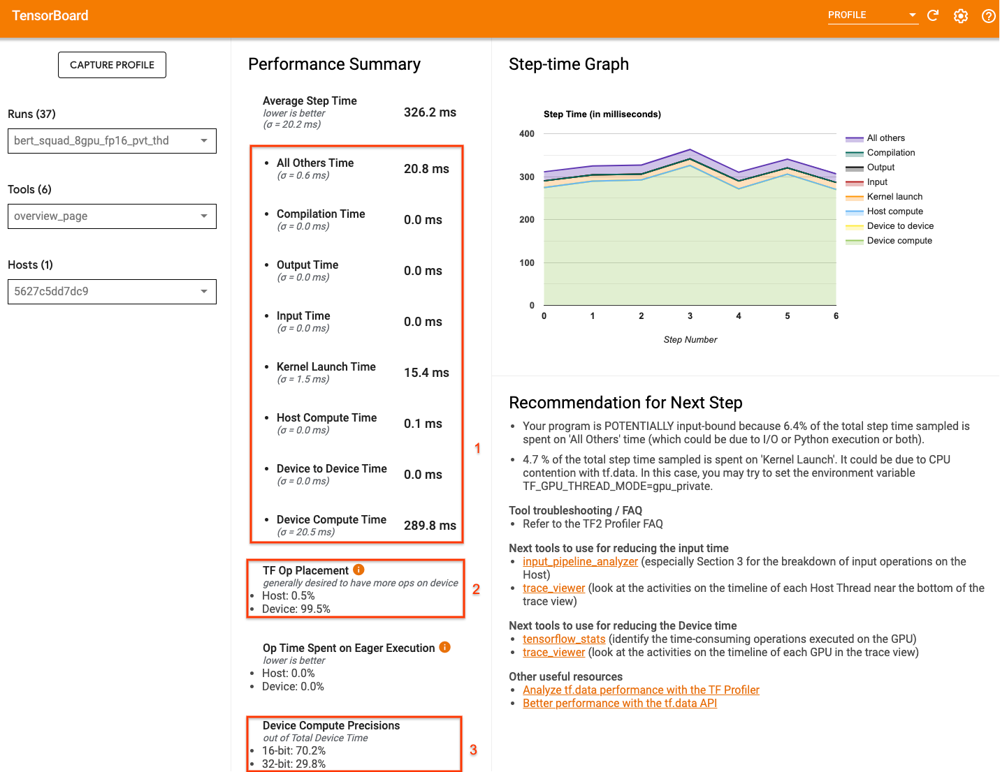 TensorBoard
PROFILE
CAPTURE PROFILE
Runs (37)
bert_squad_8gpu_fp16_pvt_thd
Tools (6)
overview_page
Hosts (1)
5627c5dd7dc9
Performance Summary
Average Step Time
lower is better
(σ = 20.2 ms)
326.2 ms
All Others Time
(σ = 0.6 ms)
20.8 ms
Compilation Time
(σ = 0.0 ms)
0.0 ms
Output Time
(σ = 0.0 ms)
0.0 ms
Input Time
(σ = 0.0 ms)
0.0 ms
Kernel Launch Time
(σ = 1.5 ms)
15.4 ms
Host Compute Time
(σ = 0.0 ms)
0.1 ms
Device to Device Time
(σ = 0.0 ms)
0.0 ms
Device Compute Time
(σ = 20.5 ms)
289.8 ms
1
TF Op Placement
generally desired to have more ops on device
Host: 0.5%
Device: 99.5%
2
Op Time Spent on Eager Execution
lower is better
Host: 0.0%
Device: 0.0%
Device Compute Precisions
out of Total Device Time
16-bit: 70.2%
32-bit: 29.8%
3
Step-time Graph
Step Time (in milliseconds)
400
300
200
100
0
0 1 2 3 4 5 6
Step Number
All others
Compilation
Output
Input
Kernel launch
Host compute
Device to device
Device compute
Recommendation for Next Step
Your program is POTENTIALLY input-bound because 6.4% of the total step time sampled is
spent on 'All Others' time (which could be due to I/O or Python execution or both).
4.7 % of the total step time sampled is spent on 'Kernel Launch'. It could be due to CPU
contention with tf.data. In this case, you may try to set the environment variable
TF_GPU_THREAD_MODE=gpu_private.
Tool troubleshooting / FAQ
Refer to the TF2 Profiler FAQ
Next tools to use for reducing the input time
input_pipeline_analyzer (especially Section 3 for the breakdown of input operations on the
Host)
trace_viewer (look at the activities on the timeline of each Host Thread near the bottom of the
trace view)
Next tools to use for reducing the Device time
tensorflow_stats (identify the time-consuming operations executed on the GPU)
trace_viewer (look at the activities on the timeline of each GPU in the trace view)
Other useful resources
Analyze tf.data performance with the TF Profiler
Better performance with the tf.data API